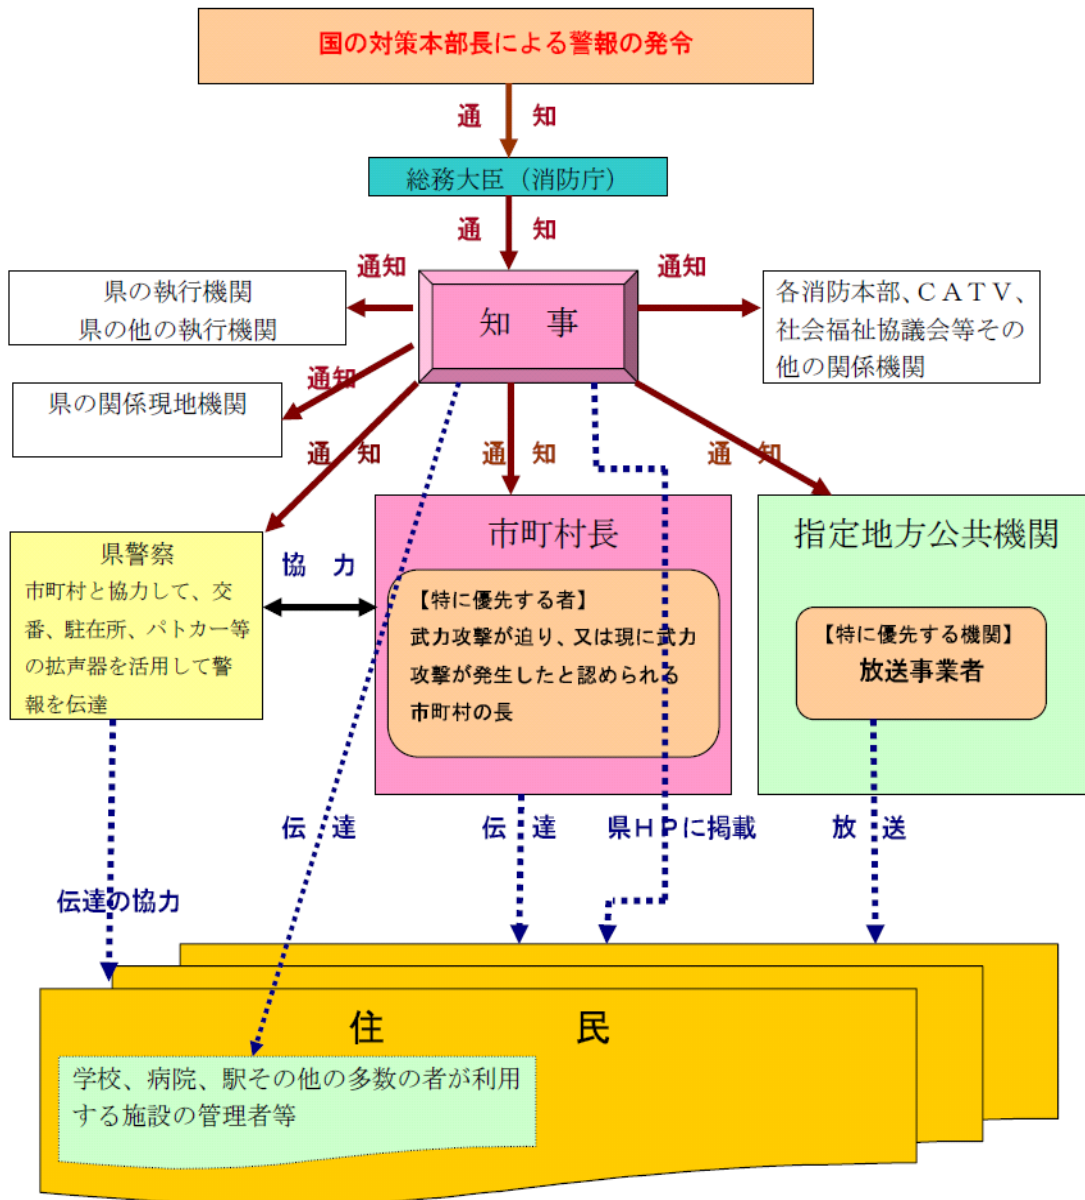 国の対策本部長による警報の発令
通 知
総務大臣（消防庁）
通 知
通知
通知
県の執行機関
県の他の執行機関
知 事
各消防本部、ＣＡＴＶ、
社会福祉協議会等その
他の関係機関
通知
県の関係現地機関
通 知
通 知
通 知
県警察
市町村と協力して、交
番、駐在所、パトカー等
の拡声器を活用して警
報を伝達
協 力
市町村長
【特に優先する者】
武力攻撃が迫り、又は現に武力
攻撃が発生したと認められる
市町村の長
指定地方公共機関
【特に優先する機関】
放送事業者
伝 達
伝 達
県ＨＰに掲載
放 送
伝達の協力
住 民
学校、病院、駅その他の多数の者が利用
する施設の管理者等